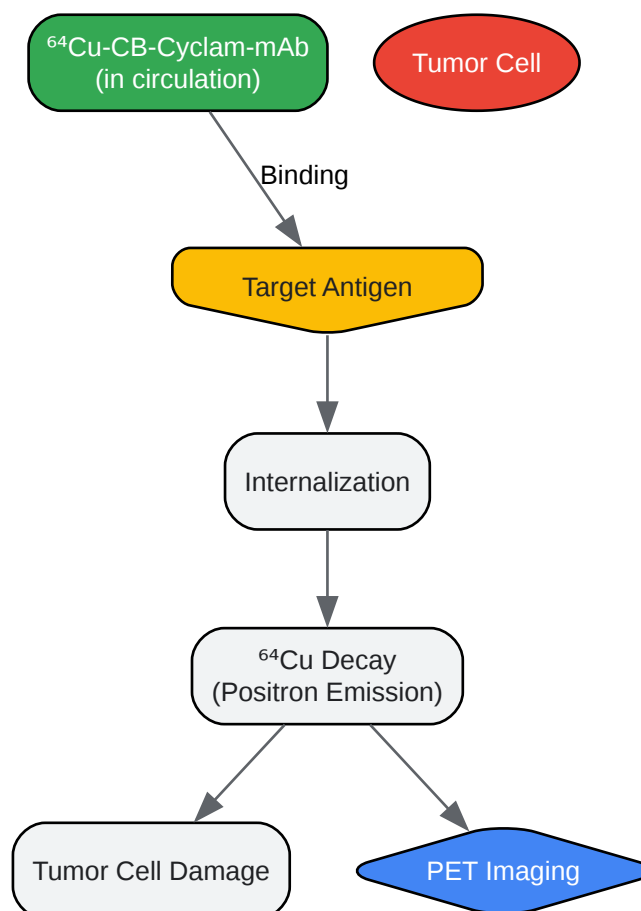 ⁶⁴Cu-CB-Cyclam-mAb
(in circulation)
Tumor Cell
Binding
Target Antigen
Internalization
⁶⁴Cu Decay
(Positron Emission)
Tumor Cell Damage
PET Imaging